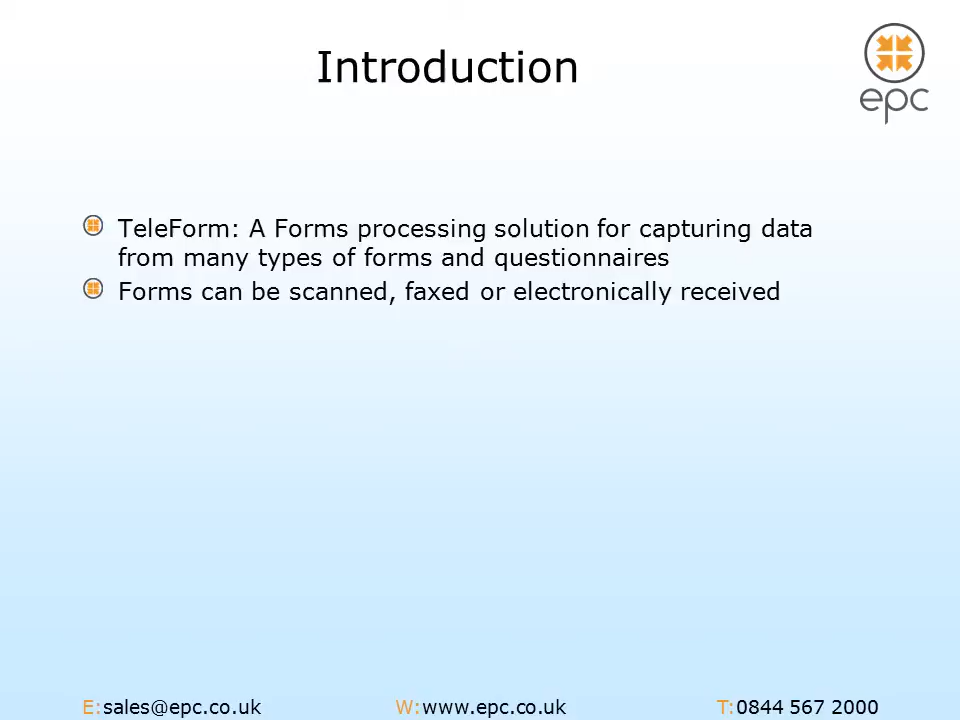 Introduction
epc
TeleForm: A Forms processing solution for capturing data
from many types of forms and questionnaires
Forms can be scanned, faxed or electronically received
E:sales@epc.co.uk W:www.epc.co.uk T:0844 567 2000